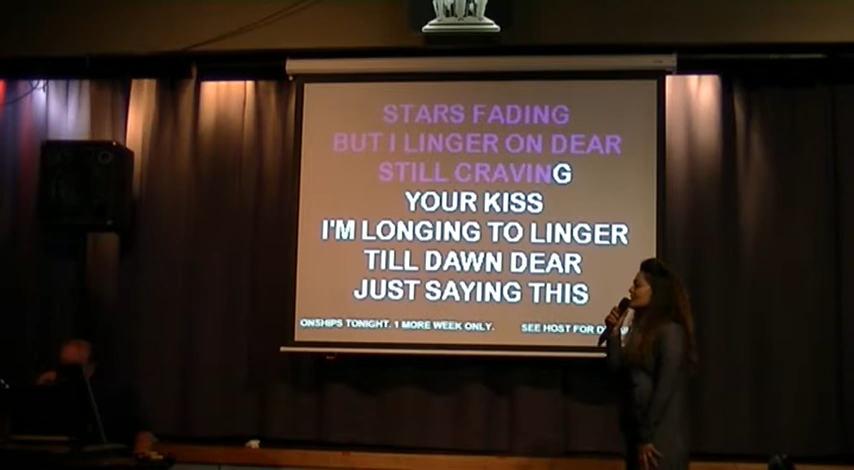 STARS FADING
BUT I LINGER ON DEAR
STILL CRAVING
YOUR KISS
I'M LONGING TO LINGER
TILL DAWN DEAR
JUST SAYING THIS
ONSHIPS TONIGHT. 1 MORE WEEK ONLY. SEE HOST FOR